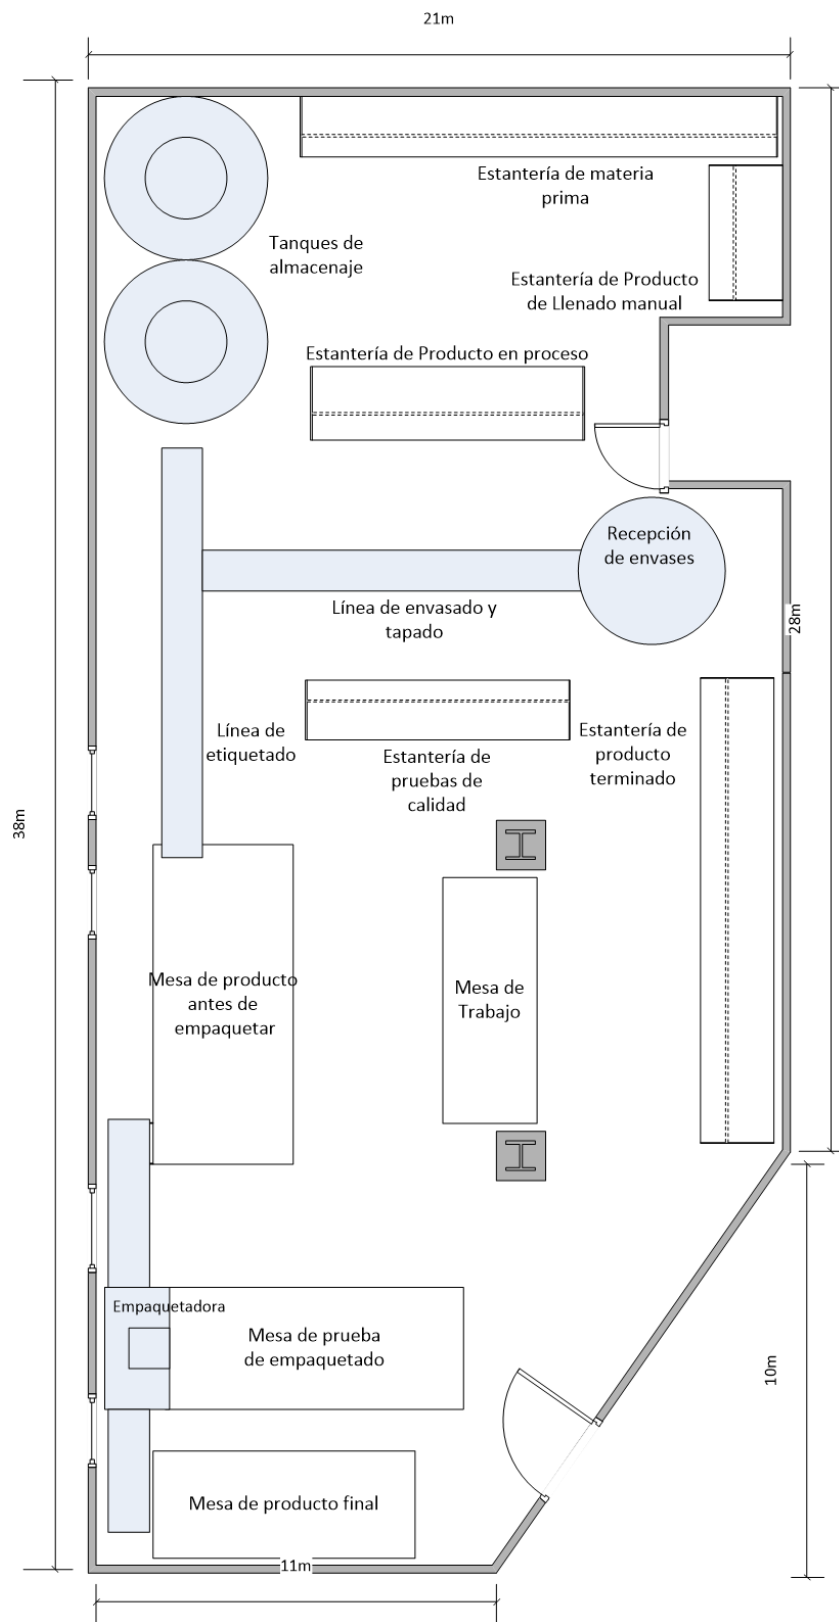 21m
Estantería de materia
prima
Tanques de
almacenaje
Estantería de Producto
de Llenado manual
Estantería de Producto en proceso
Recepción
de envases
Línea de envasado y
tapado
28m
Línea de
etiquetado
Estantería de
pruebas de
calidad
Estantería de
producto
terminado
38m
Mesa de producto
antes de
empaquetar
Mesa de
Trabajo
Empaquetadora
Mesa de prueba
de empaquetado
10m
Mesa de producto final
11m